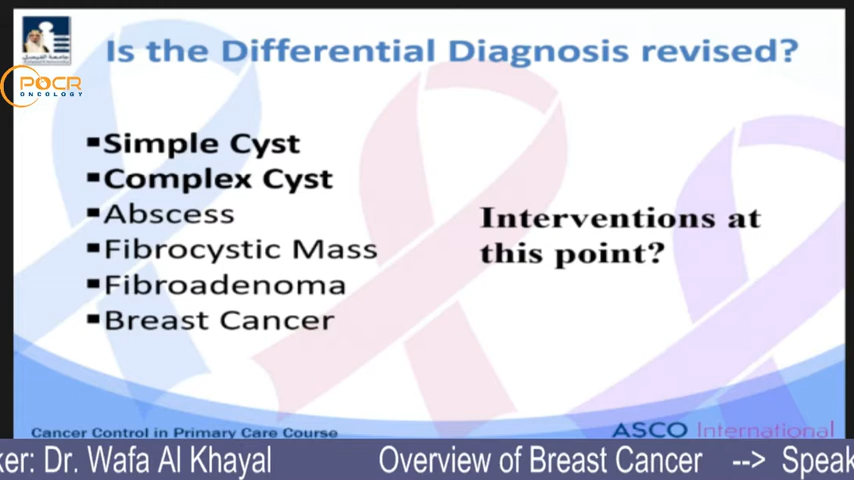 Is the Differential Diagnosis revised?
POCR
ONCOLOGY
▪Simple Cyst
▪Complex Cyst
▪Abscess
▪Fibrocystic Mass
▪Fibroadenoma
▪Breast Cancer
Interventions at
this point?
Cancer Control in Primary Care Course
ASCO International
ker: Dr. Wafa Al Khayal Overview of Breast Cancer --> Speak